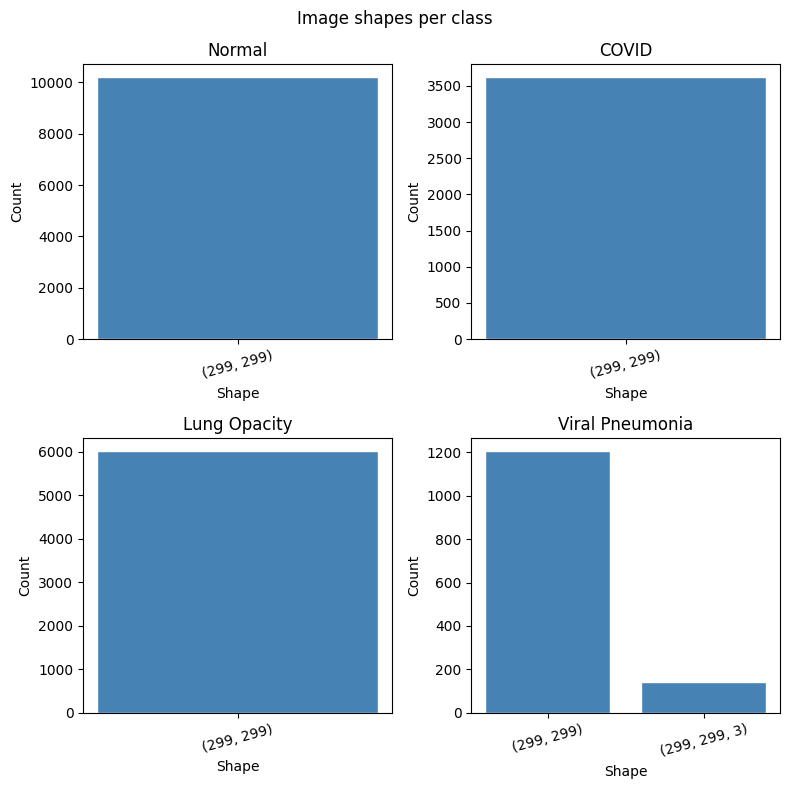 Image shapes per class
Normal
10000
8000
6000
4000
2000
0
Count
(299, 299)
Shape
COVID
3500
3000
2500
2000
1500
1000
500
0
Count
(299, 299)
Shape
Lung Opacity
6000
5000
4000
3000
2000
1000
0
Count
(299, 299)
Shape
Viral Pneumonia
1200
1000
800
600
400
200
0
Count
(299, 299)
(299, 299, 3)
Shape